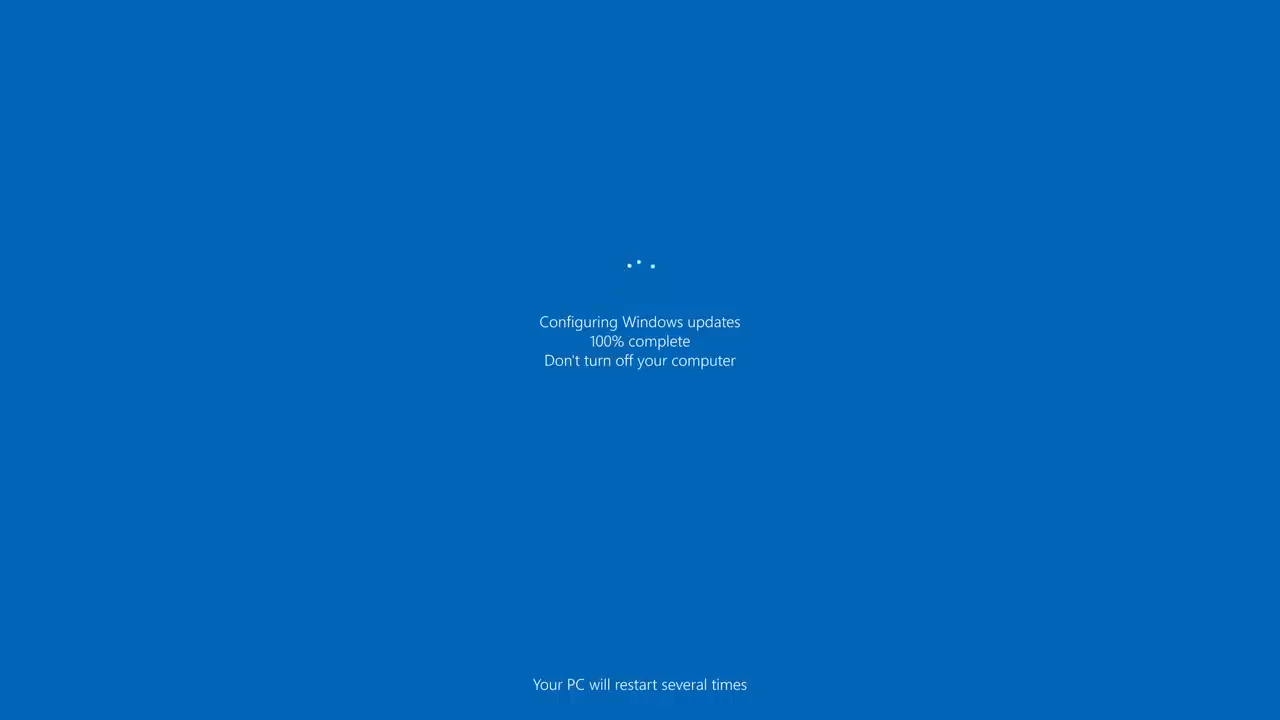 Configuring Windows updates
100% complete
Don't turn off your computer
Your PC will restart several times